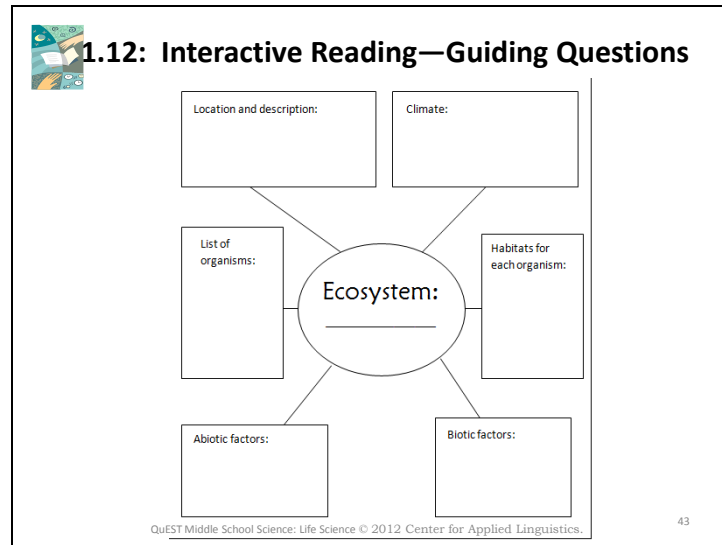 1.12: Interactive Reading—Guiding Questions
Location and description:
Climate:
List of
organisms:
Habitats for
each organism:
Ecosystem:
Abiotic factors:
Biotic factors:
QuEST Middle School Science: Life Science © 2012 Center for Applied Linguistics.
43